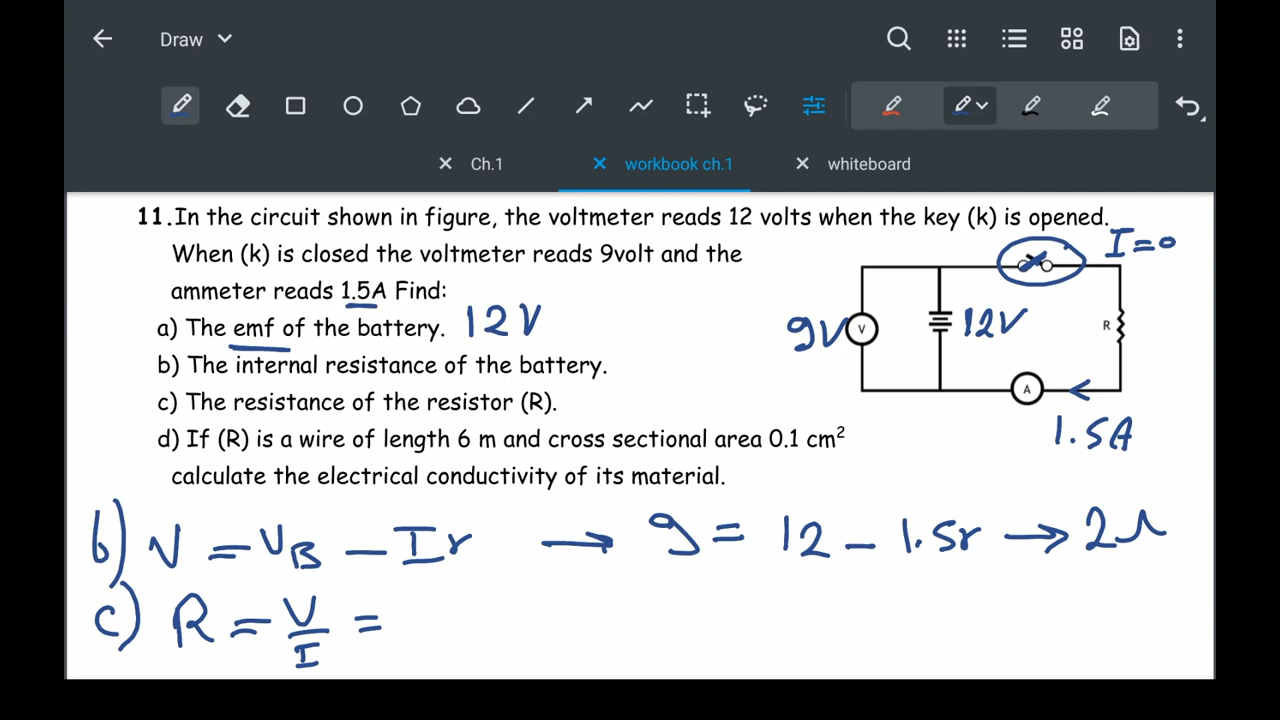 Draw
Ch.1
workbook ch.1
whiteboard
11. In the circuit shown in figure, the voltmeter reads 12 volts when the key (k) is opened.
When (k) is closed the voltmeter reads 9volt and the
ammeter reads 1.5A Find:
a) The emf of the battery. 12V
b) The internal resistance of the battery.
c) The resistance of the resistor (R).
d) If (R) is a wire of length 6 m and cross sectional area 0.1 cm²
calculate the electrical conductivity of its material.
I=0
9V V 12V R
A
1.5A
b) V = VB - Ir → 9 = 12 - 1.5r → 2Ω
c) R = V/I =